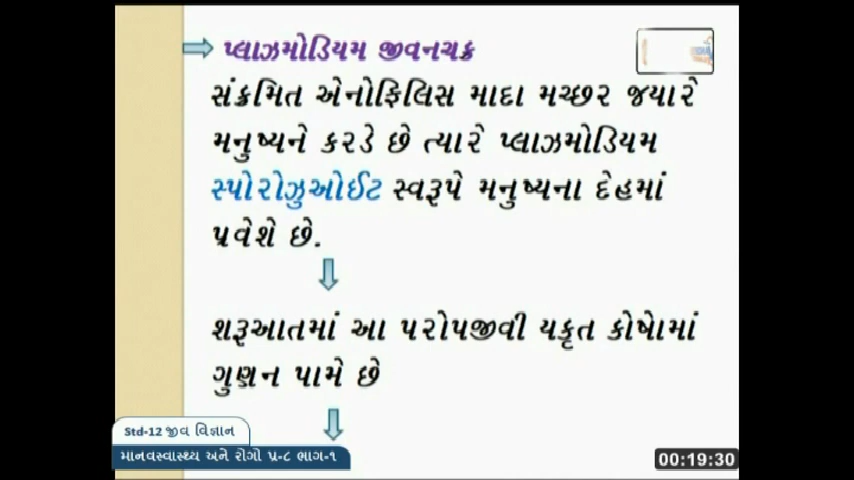 પ્લાઝમોડિયમ જીવનચક્ર
સંક્રમિત એનોફિલિસ માદા મચ્છર જયારે
મનુષ્યને કરડે છે ત્યારે પ્લાઝમોડિયમ
સ્પોરોઝુઓઈટ સ્વરૂપે મનુષ્યના દેહમાં
પ્રવેશે છે.
શરૂઆતમાં આ પરોપજીવી યકૃત કોષોમાં
ગુણન પામે છે
Std-12 જીવ વિજ્ઞાન
માનવસ્વાસ્થ્ય અને રોગો પ્ર-૮ ભાગ-૧
00:19:30